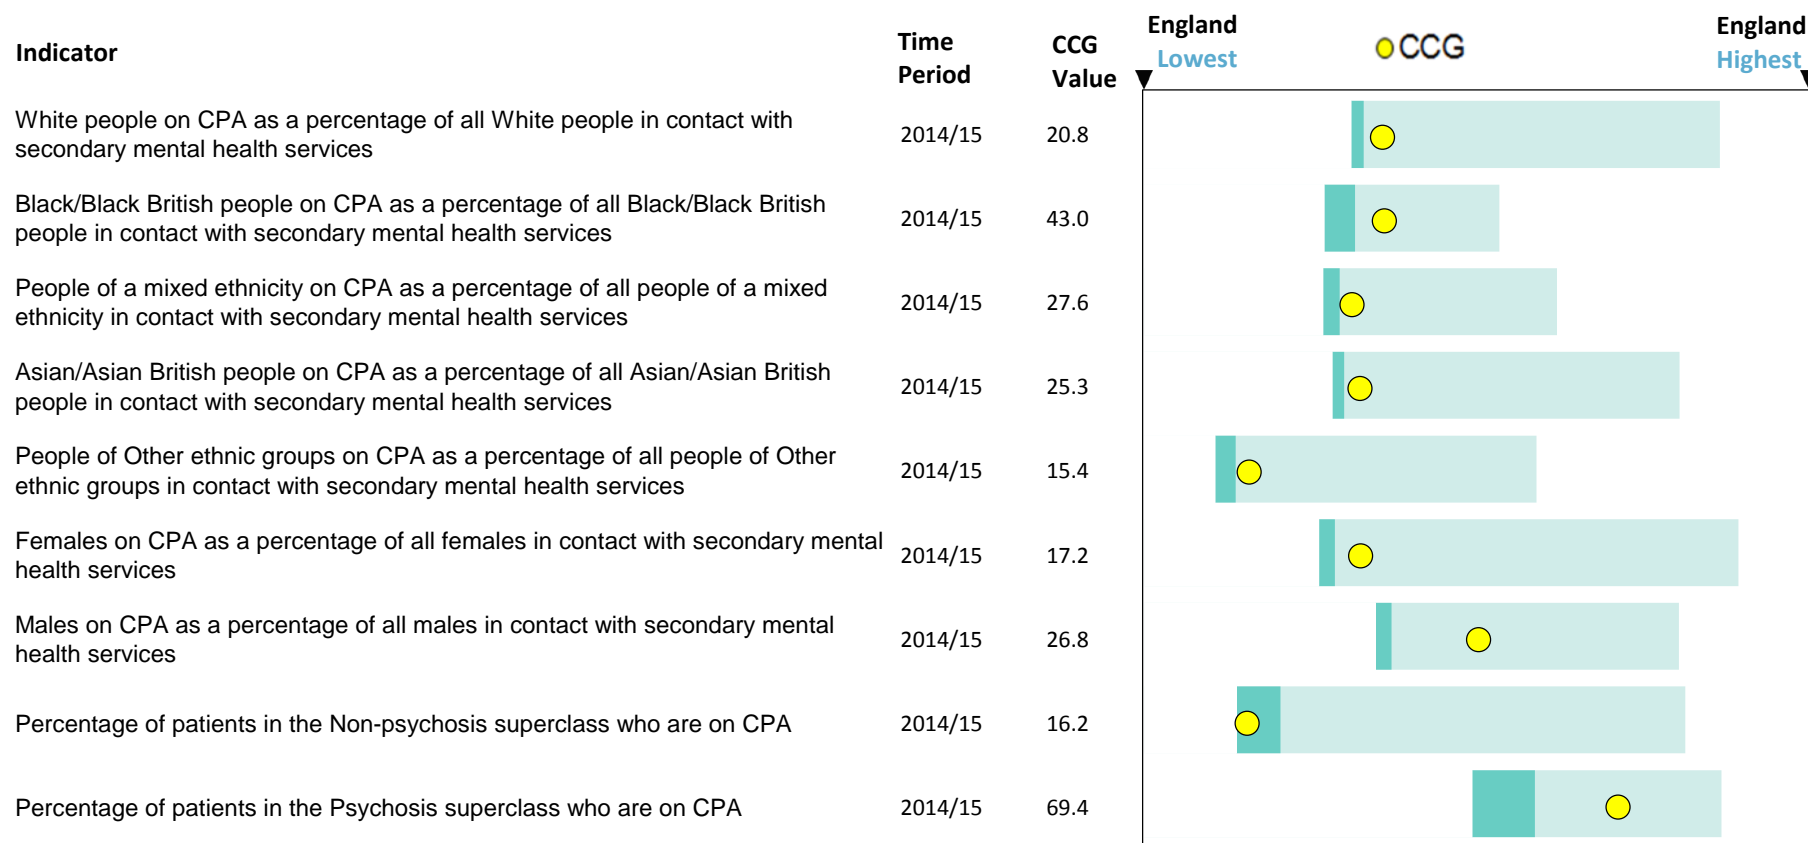 Indicator
Time
Period
CCG
Value
England
Lowest
CCG
England
Highest
White people on CPA as a percentage of all White people in contact with
secondary mental health services
2014/15
20.8
Black/Black British people on CPA as a percentage of all Black/Black British
people in contact with secondary mental health services
2014/15
43.0
People of a mixed ethnicity on CPA as a percentage of all people of a mixed
ethnicity in contact with secondary mental health services
2014/15
27.6
Asian/Asian British people on CPA as a percentage of all Asian/Asian British
people in contact with secondary mental health services
2014/15
25.3
People of Other ethnic groups on CPA as a percentage of all people of Other
ethnic groups in contact with secondary mental health services
2014/15
15.4
Females on CPA as a percentage of all females in contact with secondary mental
health services
2014/15
17.2
Males on CPA as a percentage of all males in contact with secondary mental
health services
2014/15
26.8
Percentage of patients in the Non-psychosis superclass who are on CPA
2014/15
16.2
Percentage of patients in the Psychosis superclass who are on CPA
2014/15
69.4